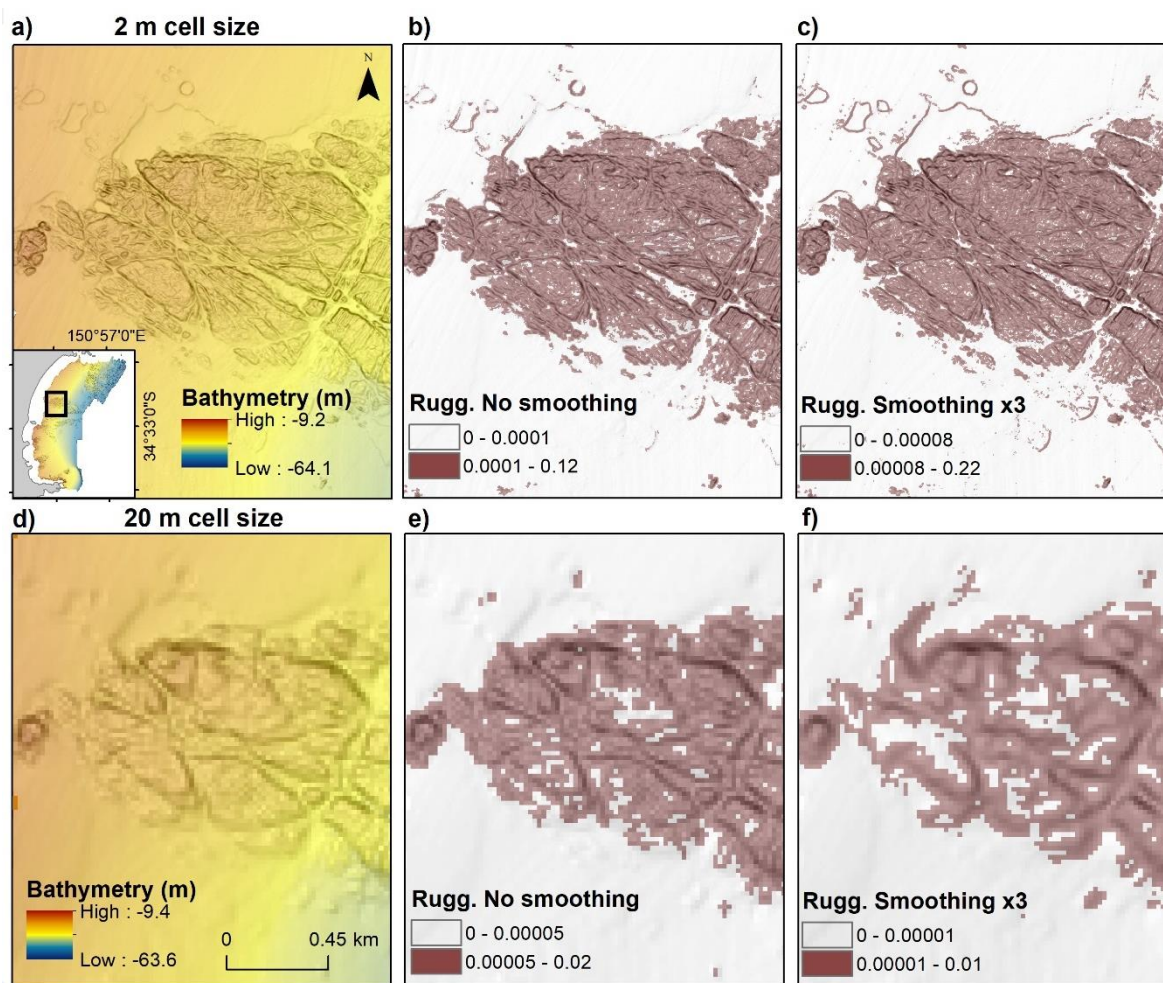 a) 2 m cell size
b)
c)
N
150°57'0"E
34°33'0"S
Bathymetry (m)
High : -9.2
Low : -64.1
Rugg. No smoothing
0 - 0.0001
0.0001 - 0.12
Rugg. Smoothing x3
0 - 0.00008
0.00008 - 0.22
d) 20 m cell size
e)
f)
Bathymetry (m)
High : -9.4
Low : -63.6
0 0.45 km
Rugg. No smoothing
0 - 0.00005
0.00005 - 0.02
Rugg. Smoothing x3
0 - 0.00001
0.00001 - 0.01